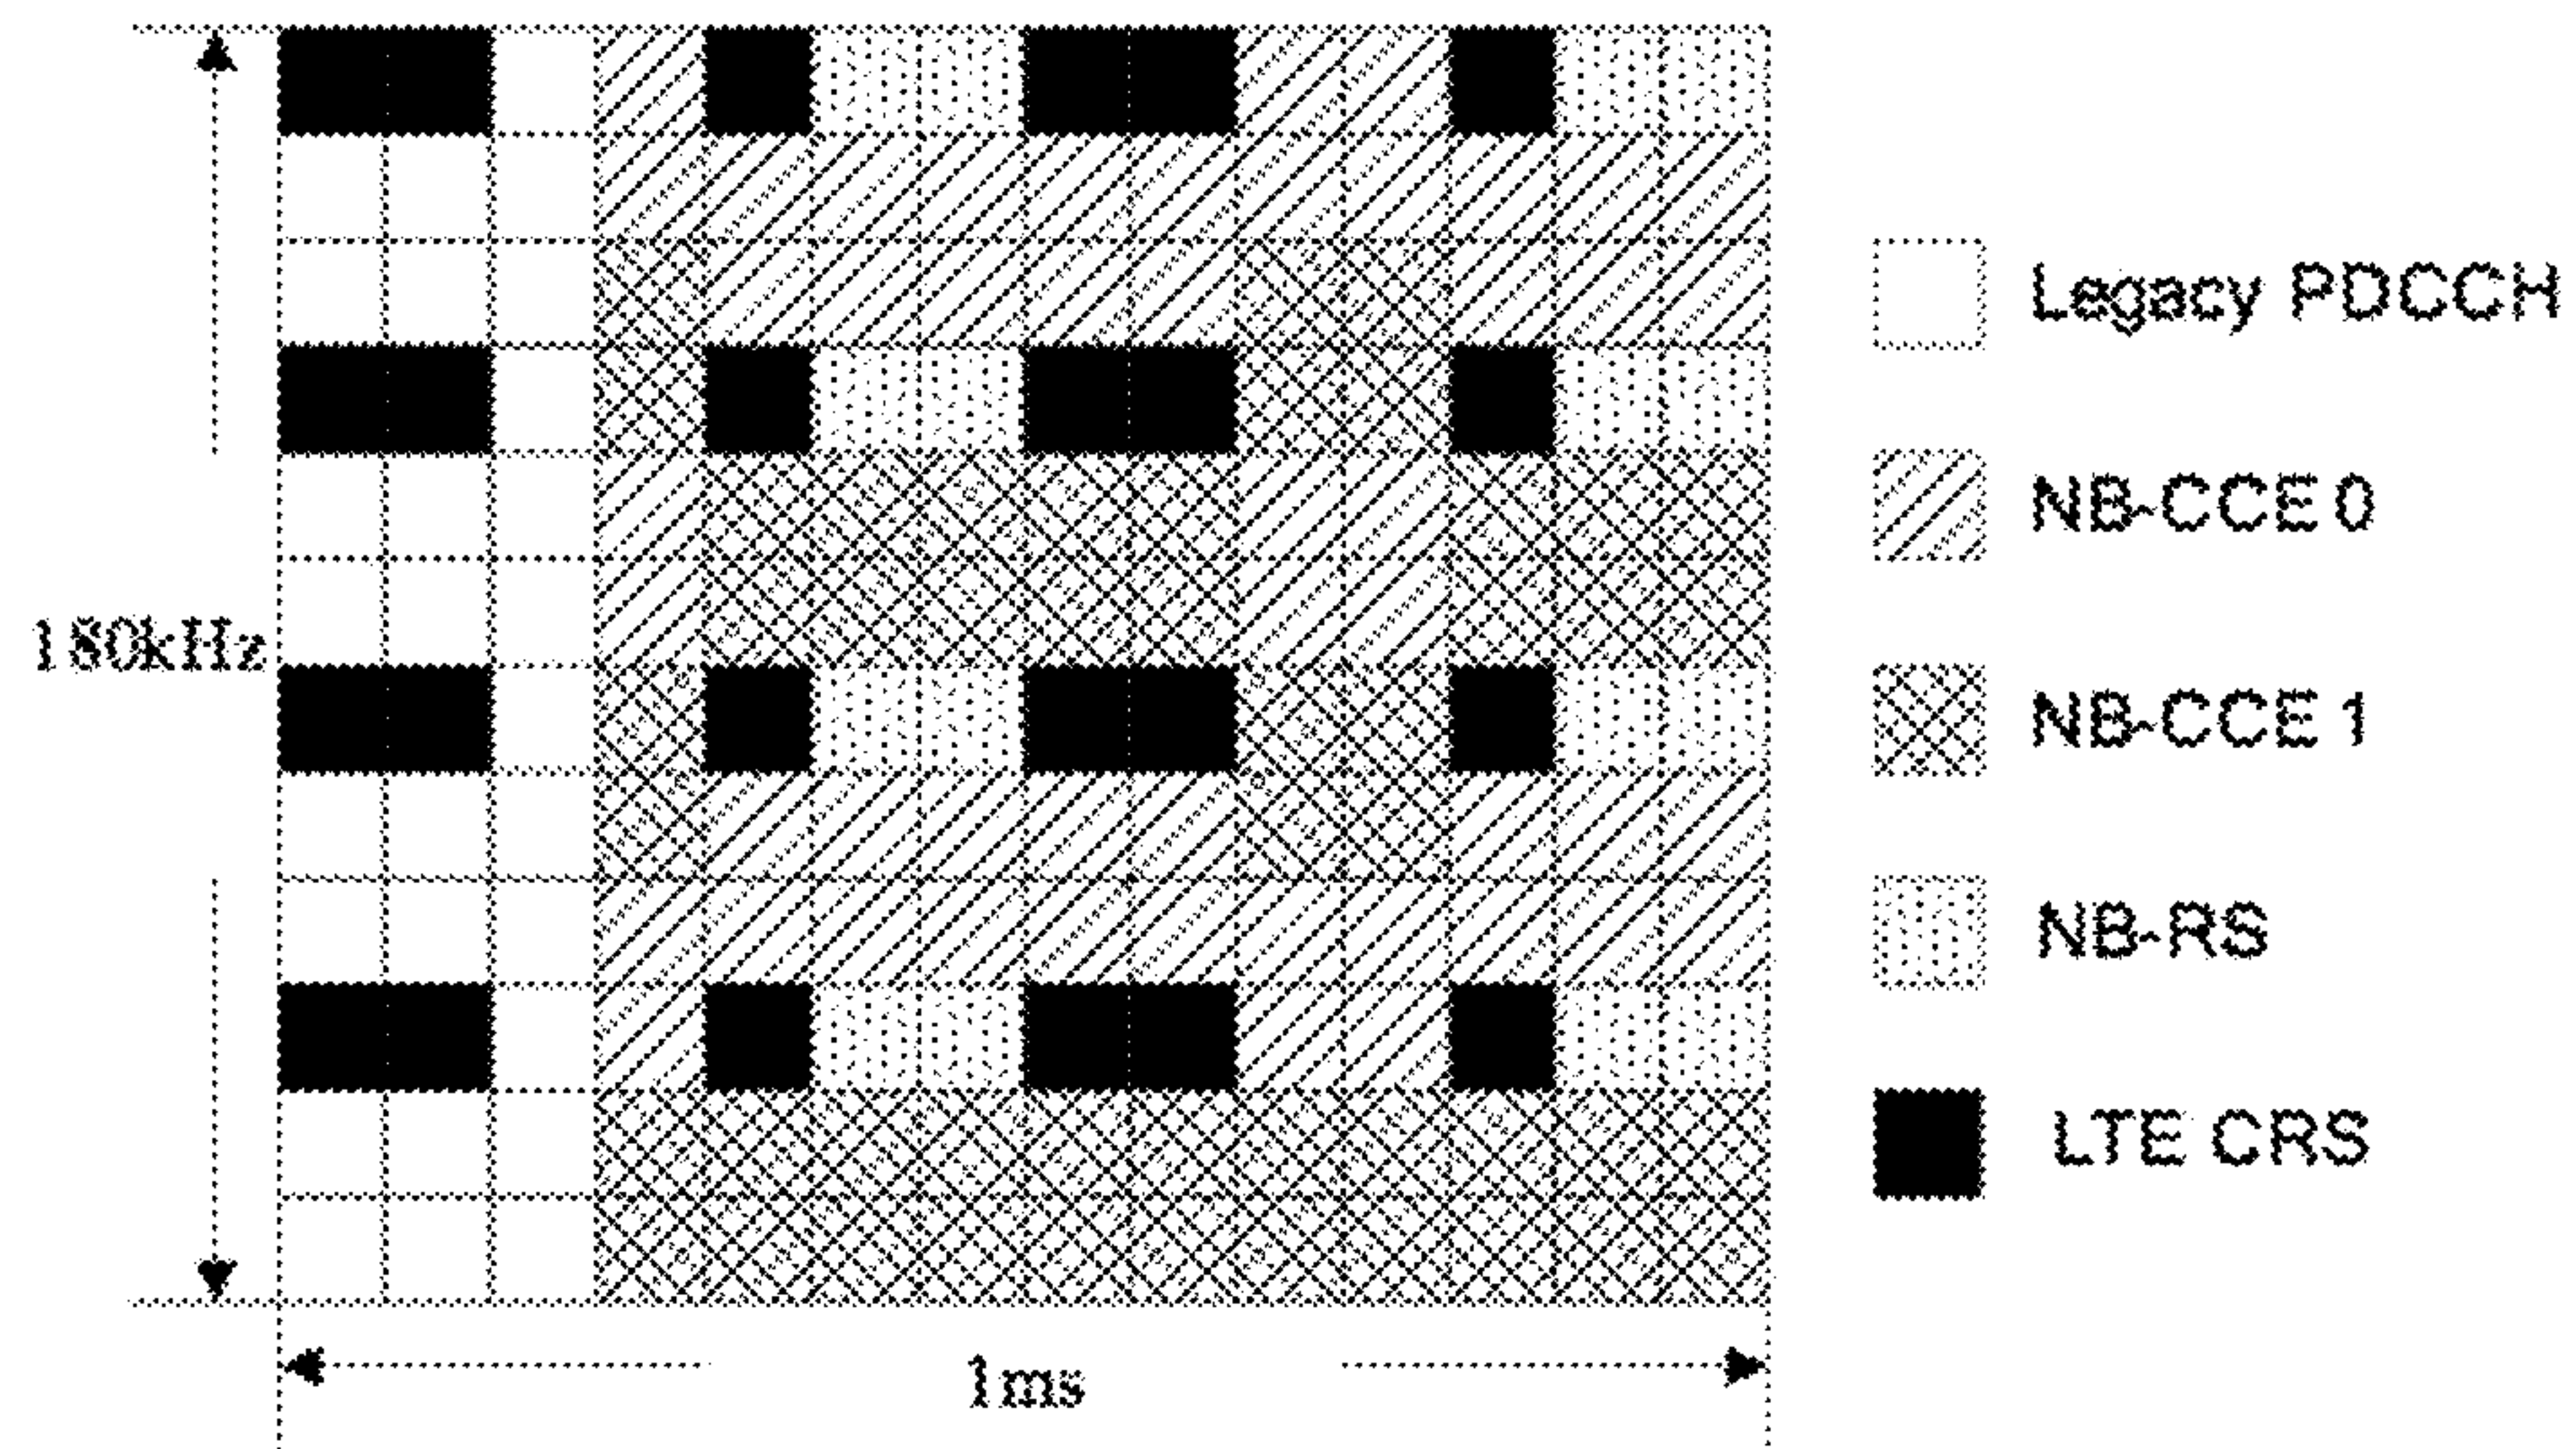 Legacy PDCCH
NB-CCE 0
180kHz
NB-CCE 1
NB-RS
LTE CRS
1ms